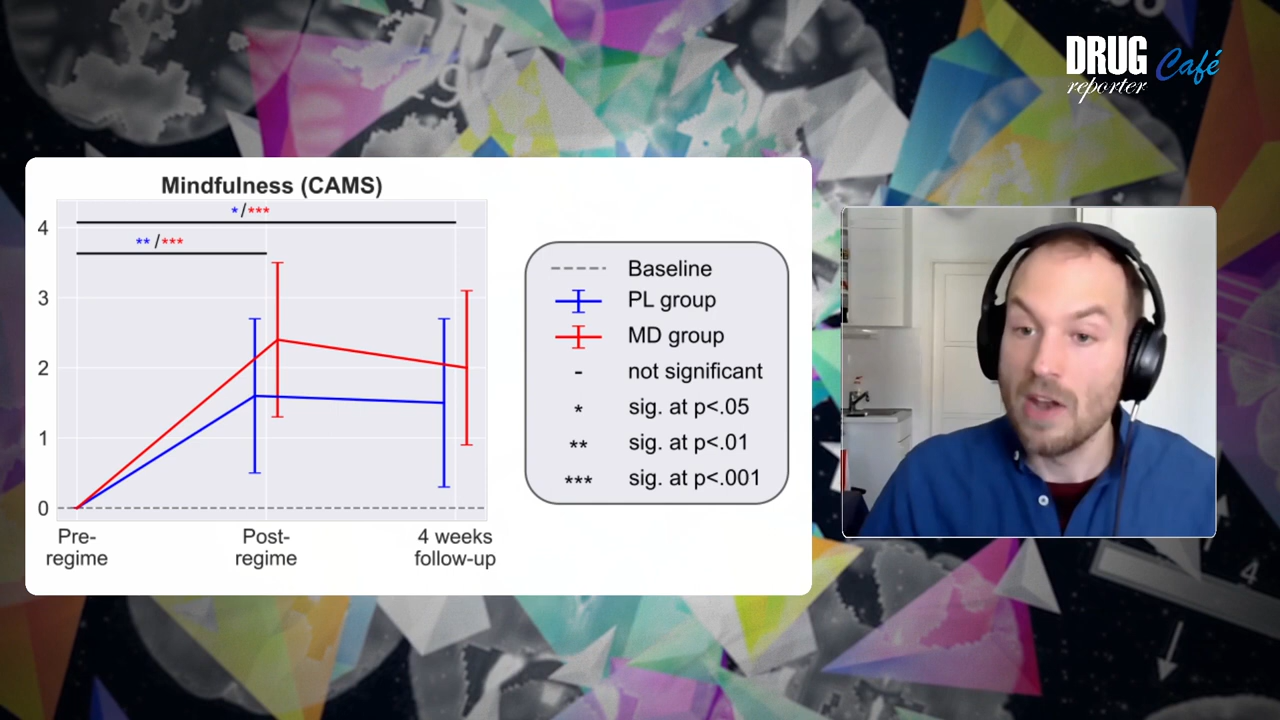 DRUG Café
reporter
Mindfulness (CAMS)
*/***
**/***
4
3
2
1
0
Pre-
regime
Post-
regime
4 weeks
follow-up
Baseline
PL group
MD group
- not significant
* sig. at p<.05
** sig. at p<.01
*** sig. at p<.001
4